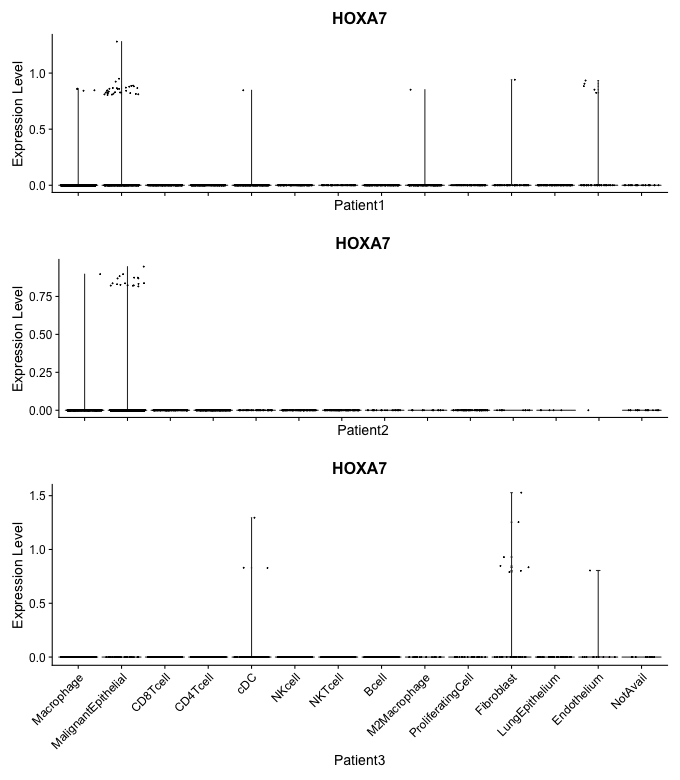 HOXA7
Expression Level
1.0
0.5
0.0
Patient1
HOXA7
Expression Level
0.75
0.50
0.25
0.00
Patient2
HOXA7
Expression Level
1.5
1.0
0.5
0.0
Macrophage
MalignantEpithelial
CD8Tcell
CD4Tcell
cDC
NKcell
NKTcell
Bcell
M2Macrophage
ProliferatingCell
Fibroblast
LungEpithelium
Endothelium
NotAvail
Patient3